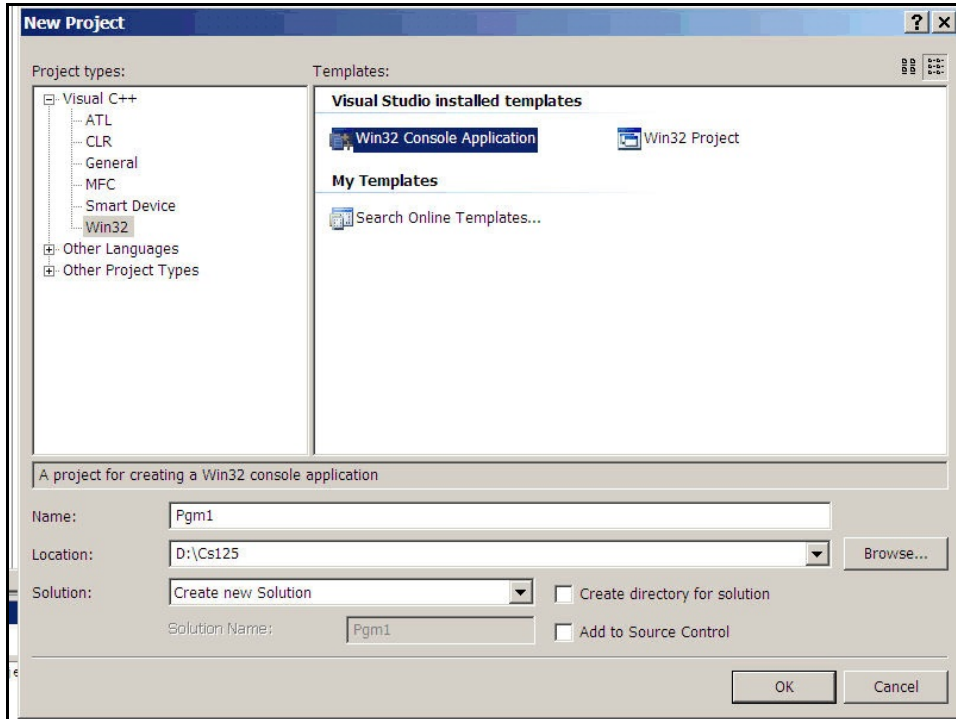 New Project
Project types:
Templates:
Visual C++
ATL
CLR
General
MFC
Smart Device
Win32
Other Languages
Other Project Types
Visual Studio installed templates
Win32 Console Application
Win32 Project
My Templates
Search Online Templates...
A project for creating a Win32 console application
Name:
Pgm1
Location:
D:\Cs125
Browse...
Solution:
Create new Solution
Create directory for solution
Solution Name:
Pgm1
Add to Source Control
OK
Cancel